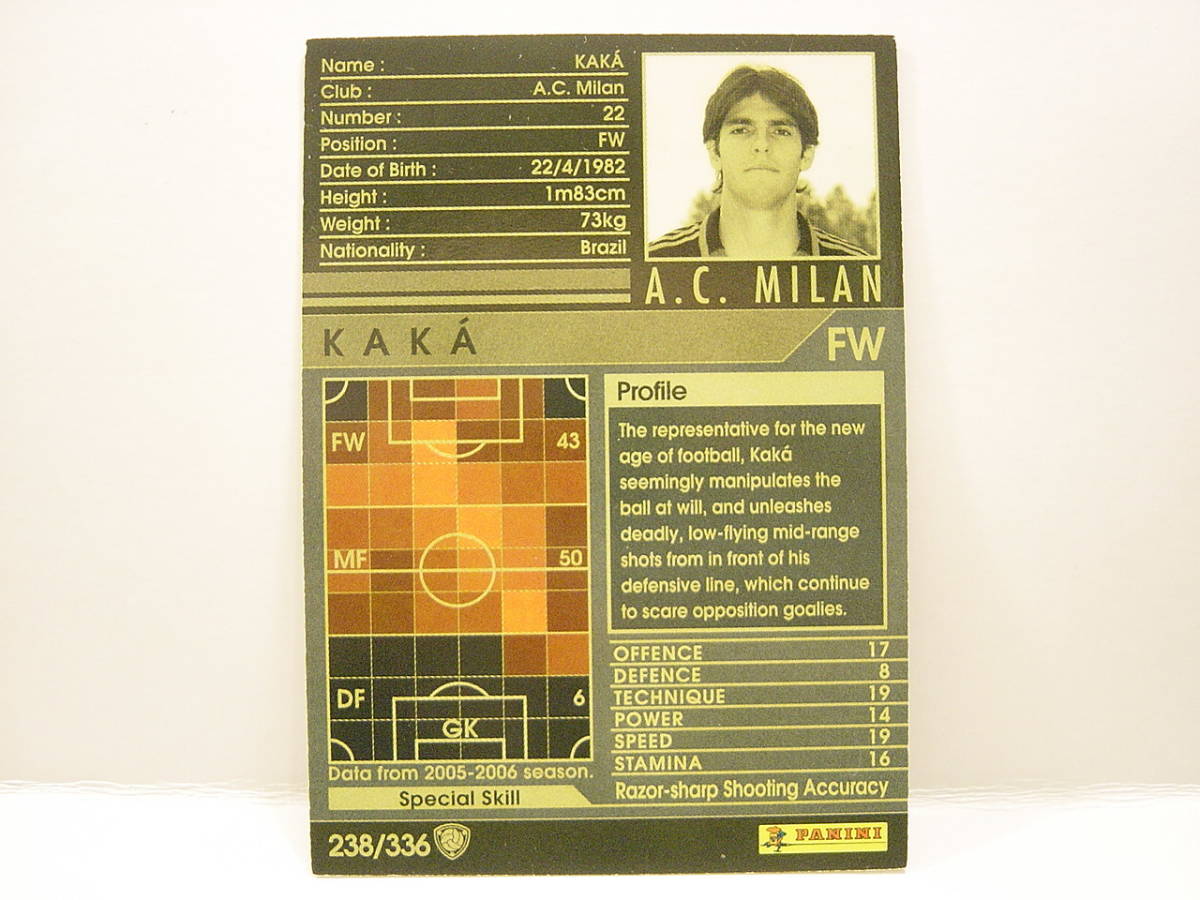 Name : KAKÁ
Club : A.C. Milan
Number : 22
Position : FW
Date of Birth : 22/4/1982
Height : 1m83cm
Weight : 73kg
Nationality : Brazil
A.C. MILAN
KAKÁ
FW
FW 43
MF 50
DF 6
GK
Data from 2005-2006 season.
Profile
The representative for the new
age of football, Kaká
seemingly manipulates the
ball at will, and unleashes
deadly, low-flying mid-range
shots from in front of his
defensive line, which continue
to scare opposition goalies.
OFFENCE 17
DEFENCE 8
TECHNIQUE 19
POWER 14
SPEED 19
STAMINA 16
Special Skill Razor-sharp Shooting Accuracy
238/336
PANINI